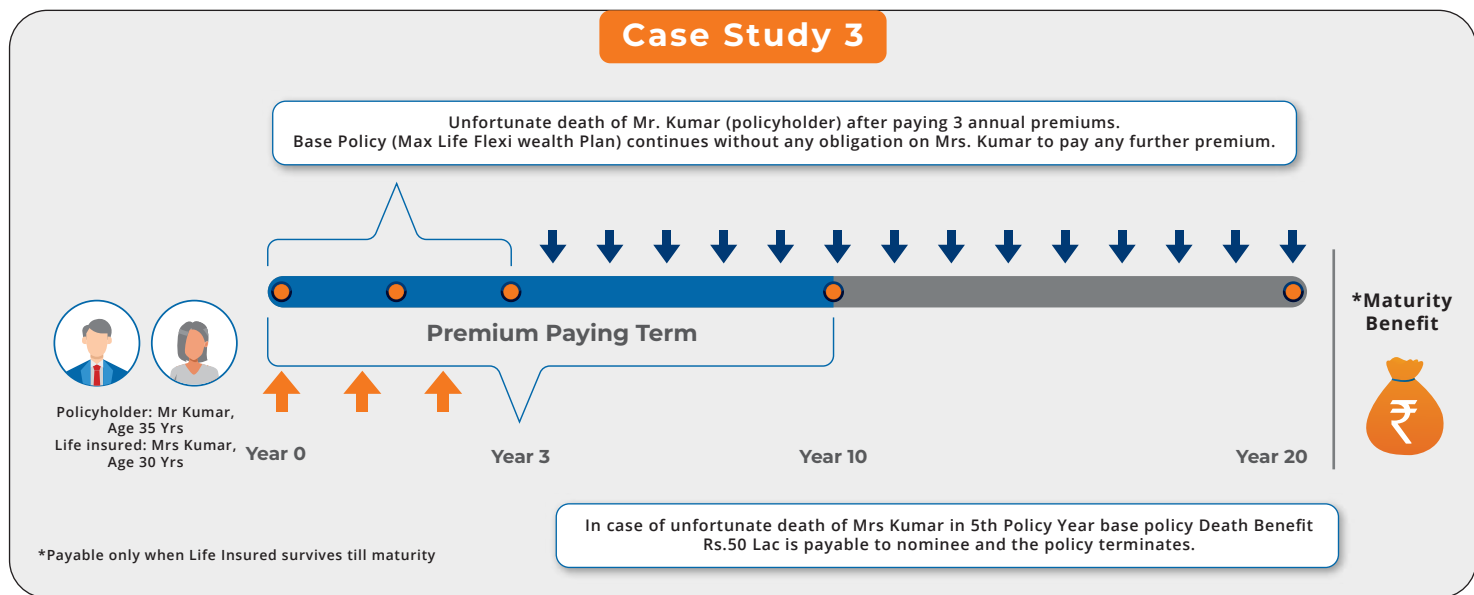 Case Study 3
Unfortunate death of Mr. Kumar (policyholder) after paying 3 annual premiums.
Base Policy (Max Life Flexi wealth Plan) continues without any obligation on Mrs. Kumar to pay any further premium.
Premium Paying Term
*Maturity
Benefit
₹
Policyholder: Mr Kumar,
Age 35 Yrs
Life insured: Mrs Kumar,
Age 30 Yrs
Year 0
Year 3
Year 10
Year 20
In case of unfortunate death of Mrs Kumar in 5th Policy Year base policy Death Benefit
Rs.50 Lac is payable to nominee and the policy terminates.
*Payable only when Life Insured survives till maturity